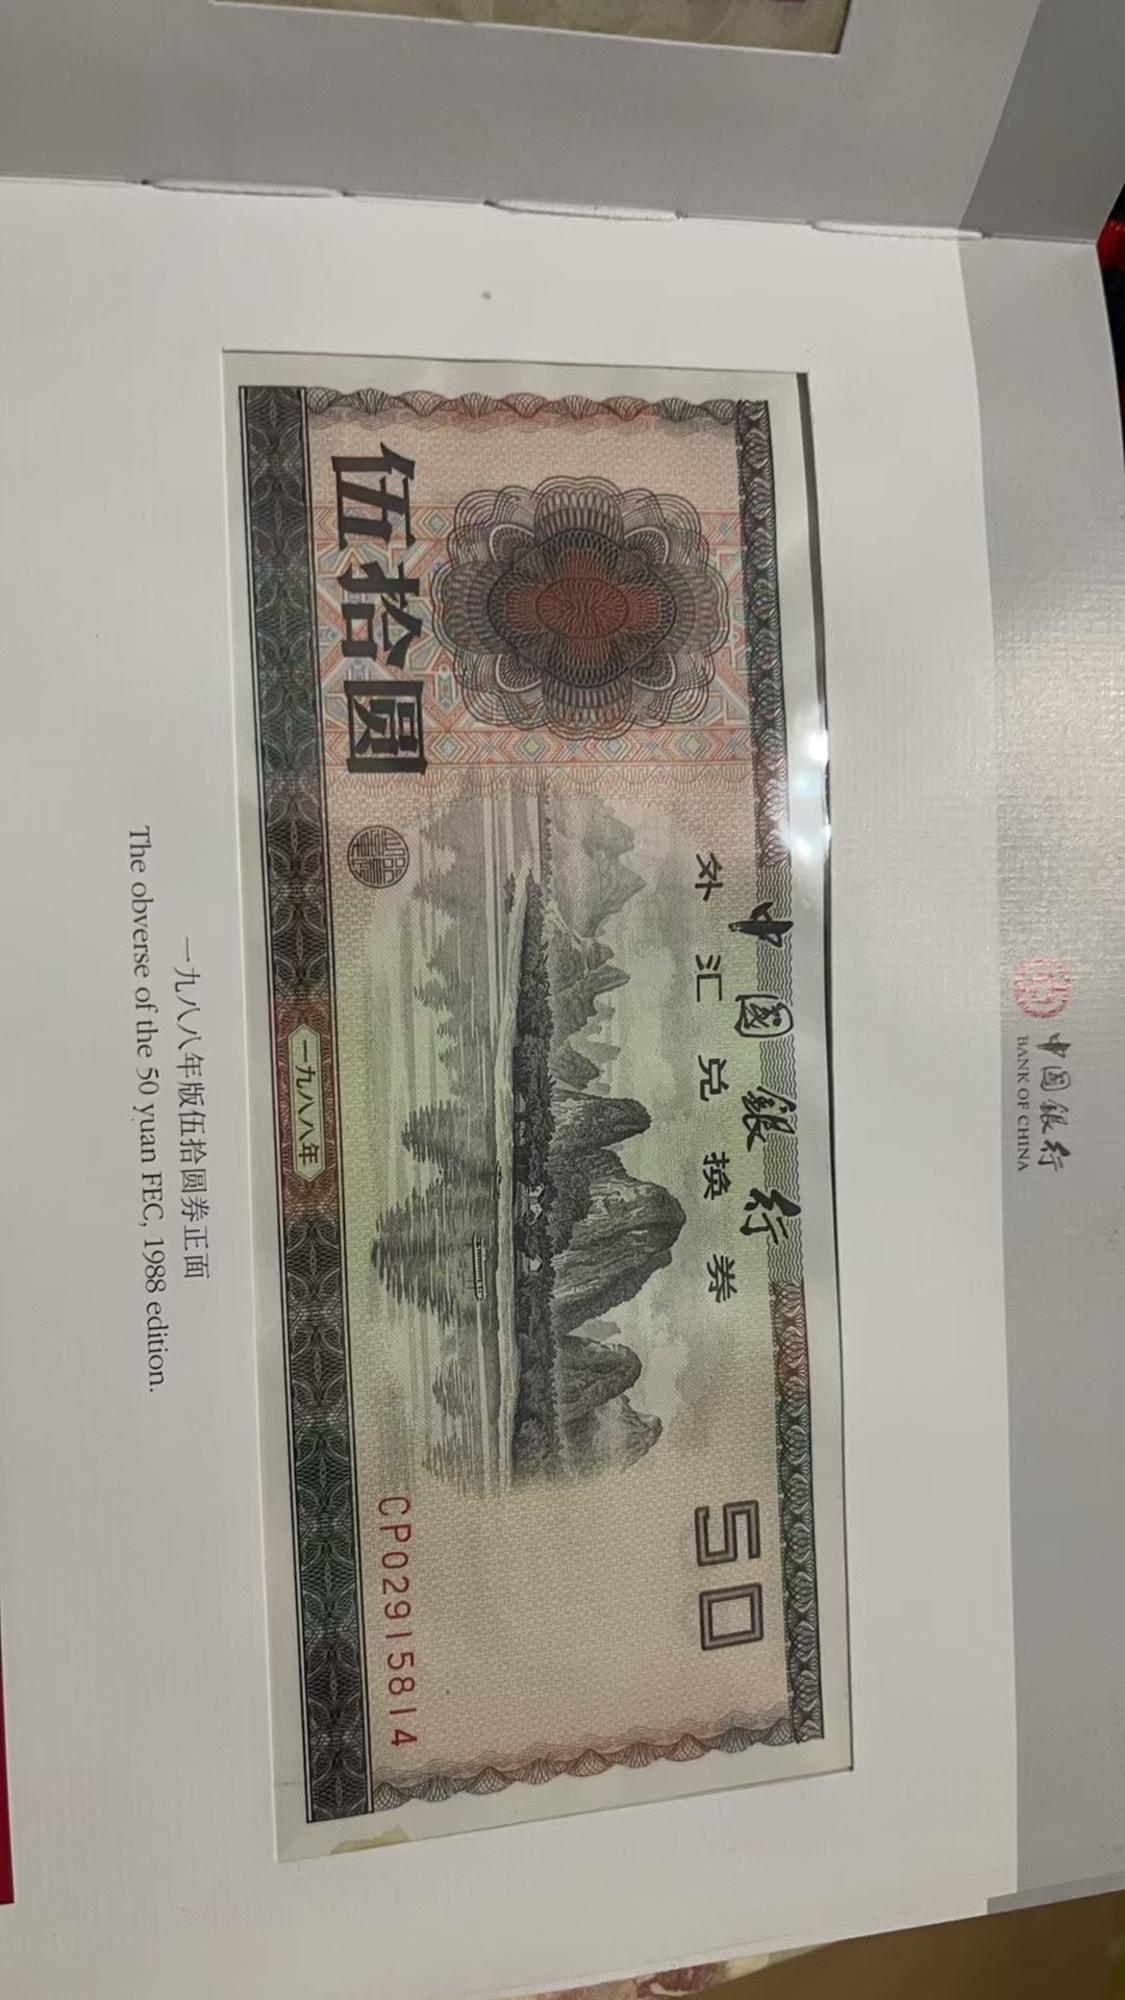 中国银行
BANK OF CHINA
中國銀行
外汇兑换券
50
伍拾圆
CP02915814
一九八八年
一九八八年版伍拾圆券正面
The obverse of the 50 yuan FEC, 1988 edition.